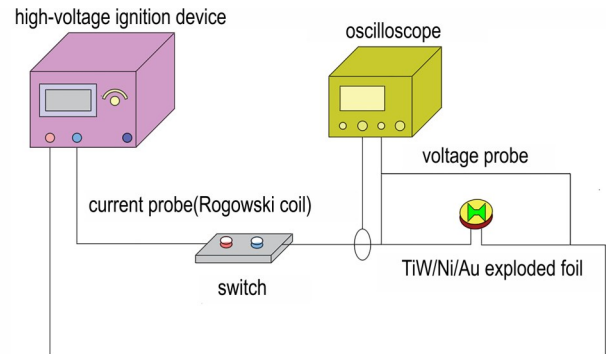 high-voltage ignition device
oscilloscope
voltage probe
current probe(Rogowski coil)
TiW/Ni/Au exploded foil
switch